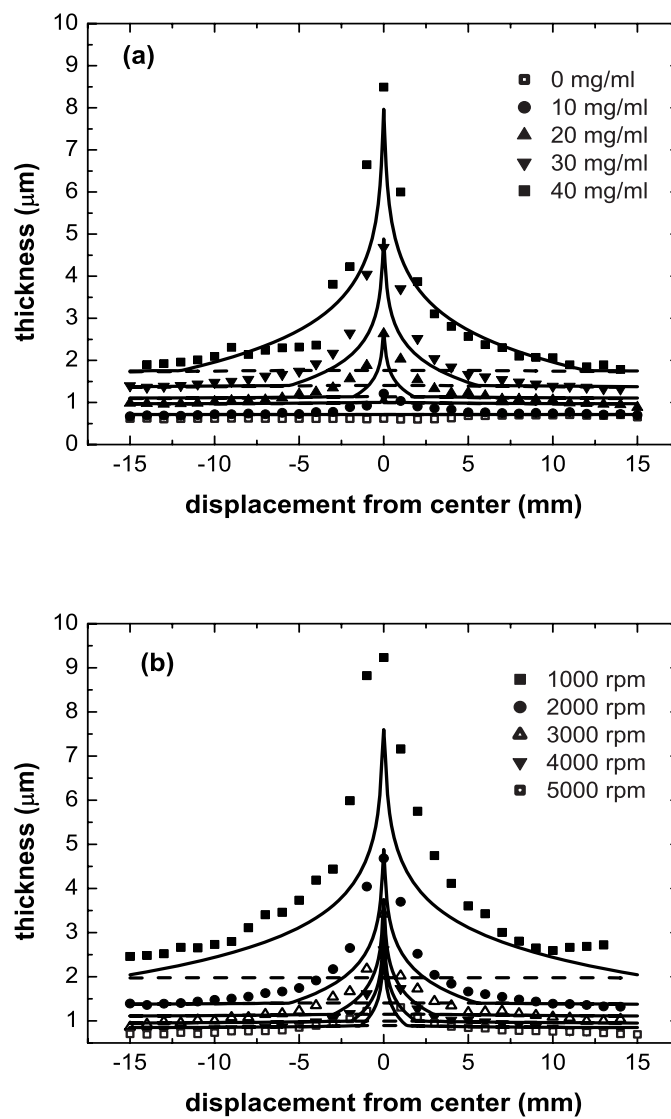 (a)
0 mg/ml
10 mg/ml
20 mg/ml
30 mg/ml
40 mg/ml
thickness (μm)
10
9
8
7
6
5
4
3
2
1
0
-15 -10 -5 0 5 10 15
displacement from center (mm)
(b)
1000 rpm
2000 rpm
3000 rpm
4000 rpm
5000 rpm
thickness (μm)
10
9
8
7
6
5
4
3
2
1
-15 -10 -5 0 5 10 15
displacement from center (mm)